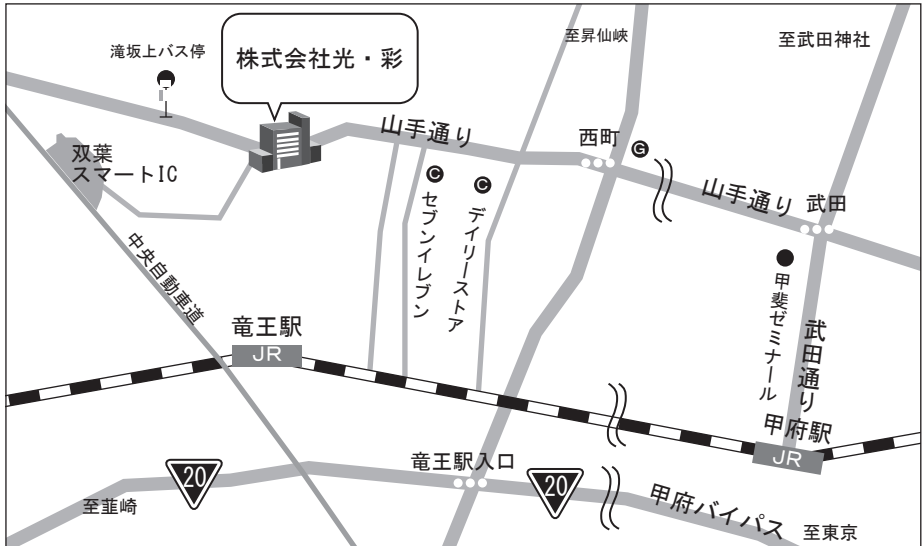 至昇仙峡
至武田神社
滝坂上バス停
株式会社光・彩
山手通り
西町
G
双葉
スマートIC
C
セブンイレブン
C
デイリーストア
山手通り
武田
中央自動車道
甲斐ゼミナール
武田通り
竜王駅
JR
甲府駅
JR
竜王駅入口
20
20
至韮崎
甲府バイパス
至東京